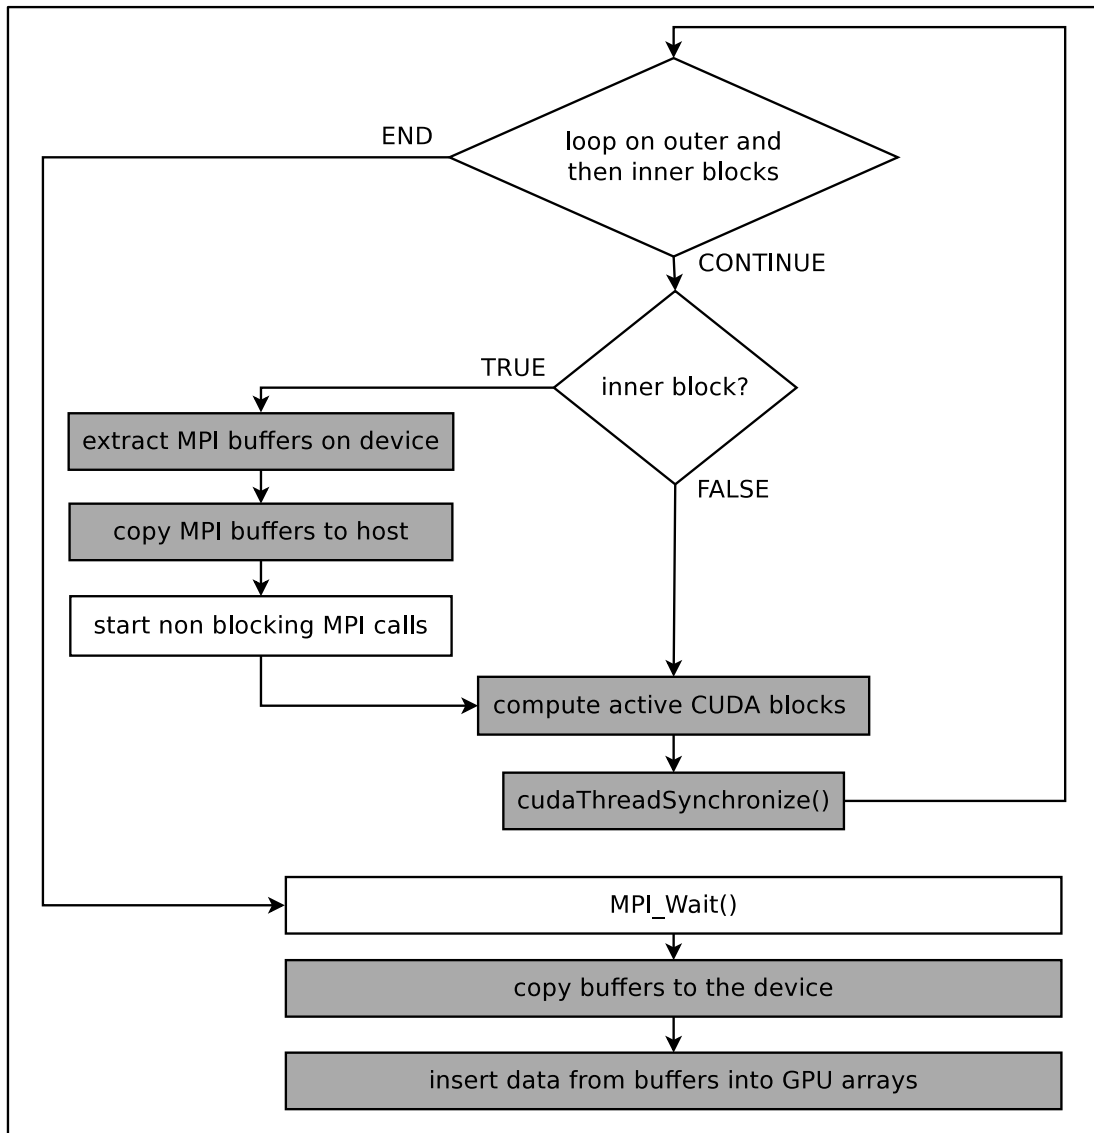 END
loop on outer and
then inner blocks
CONTINUE
TRUE
inner block?
extract MPI buffers on device
FALSE
copy MPI buffers to host
start non blocking MPI calls
compute active CUDA blocks
cudaThreadSynchronize()
MPI_Wait()
copy buffers to the device
insert data from buffers into GPU arrays